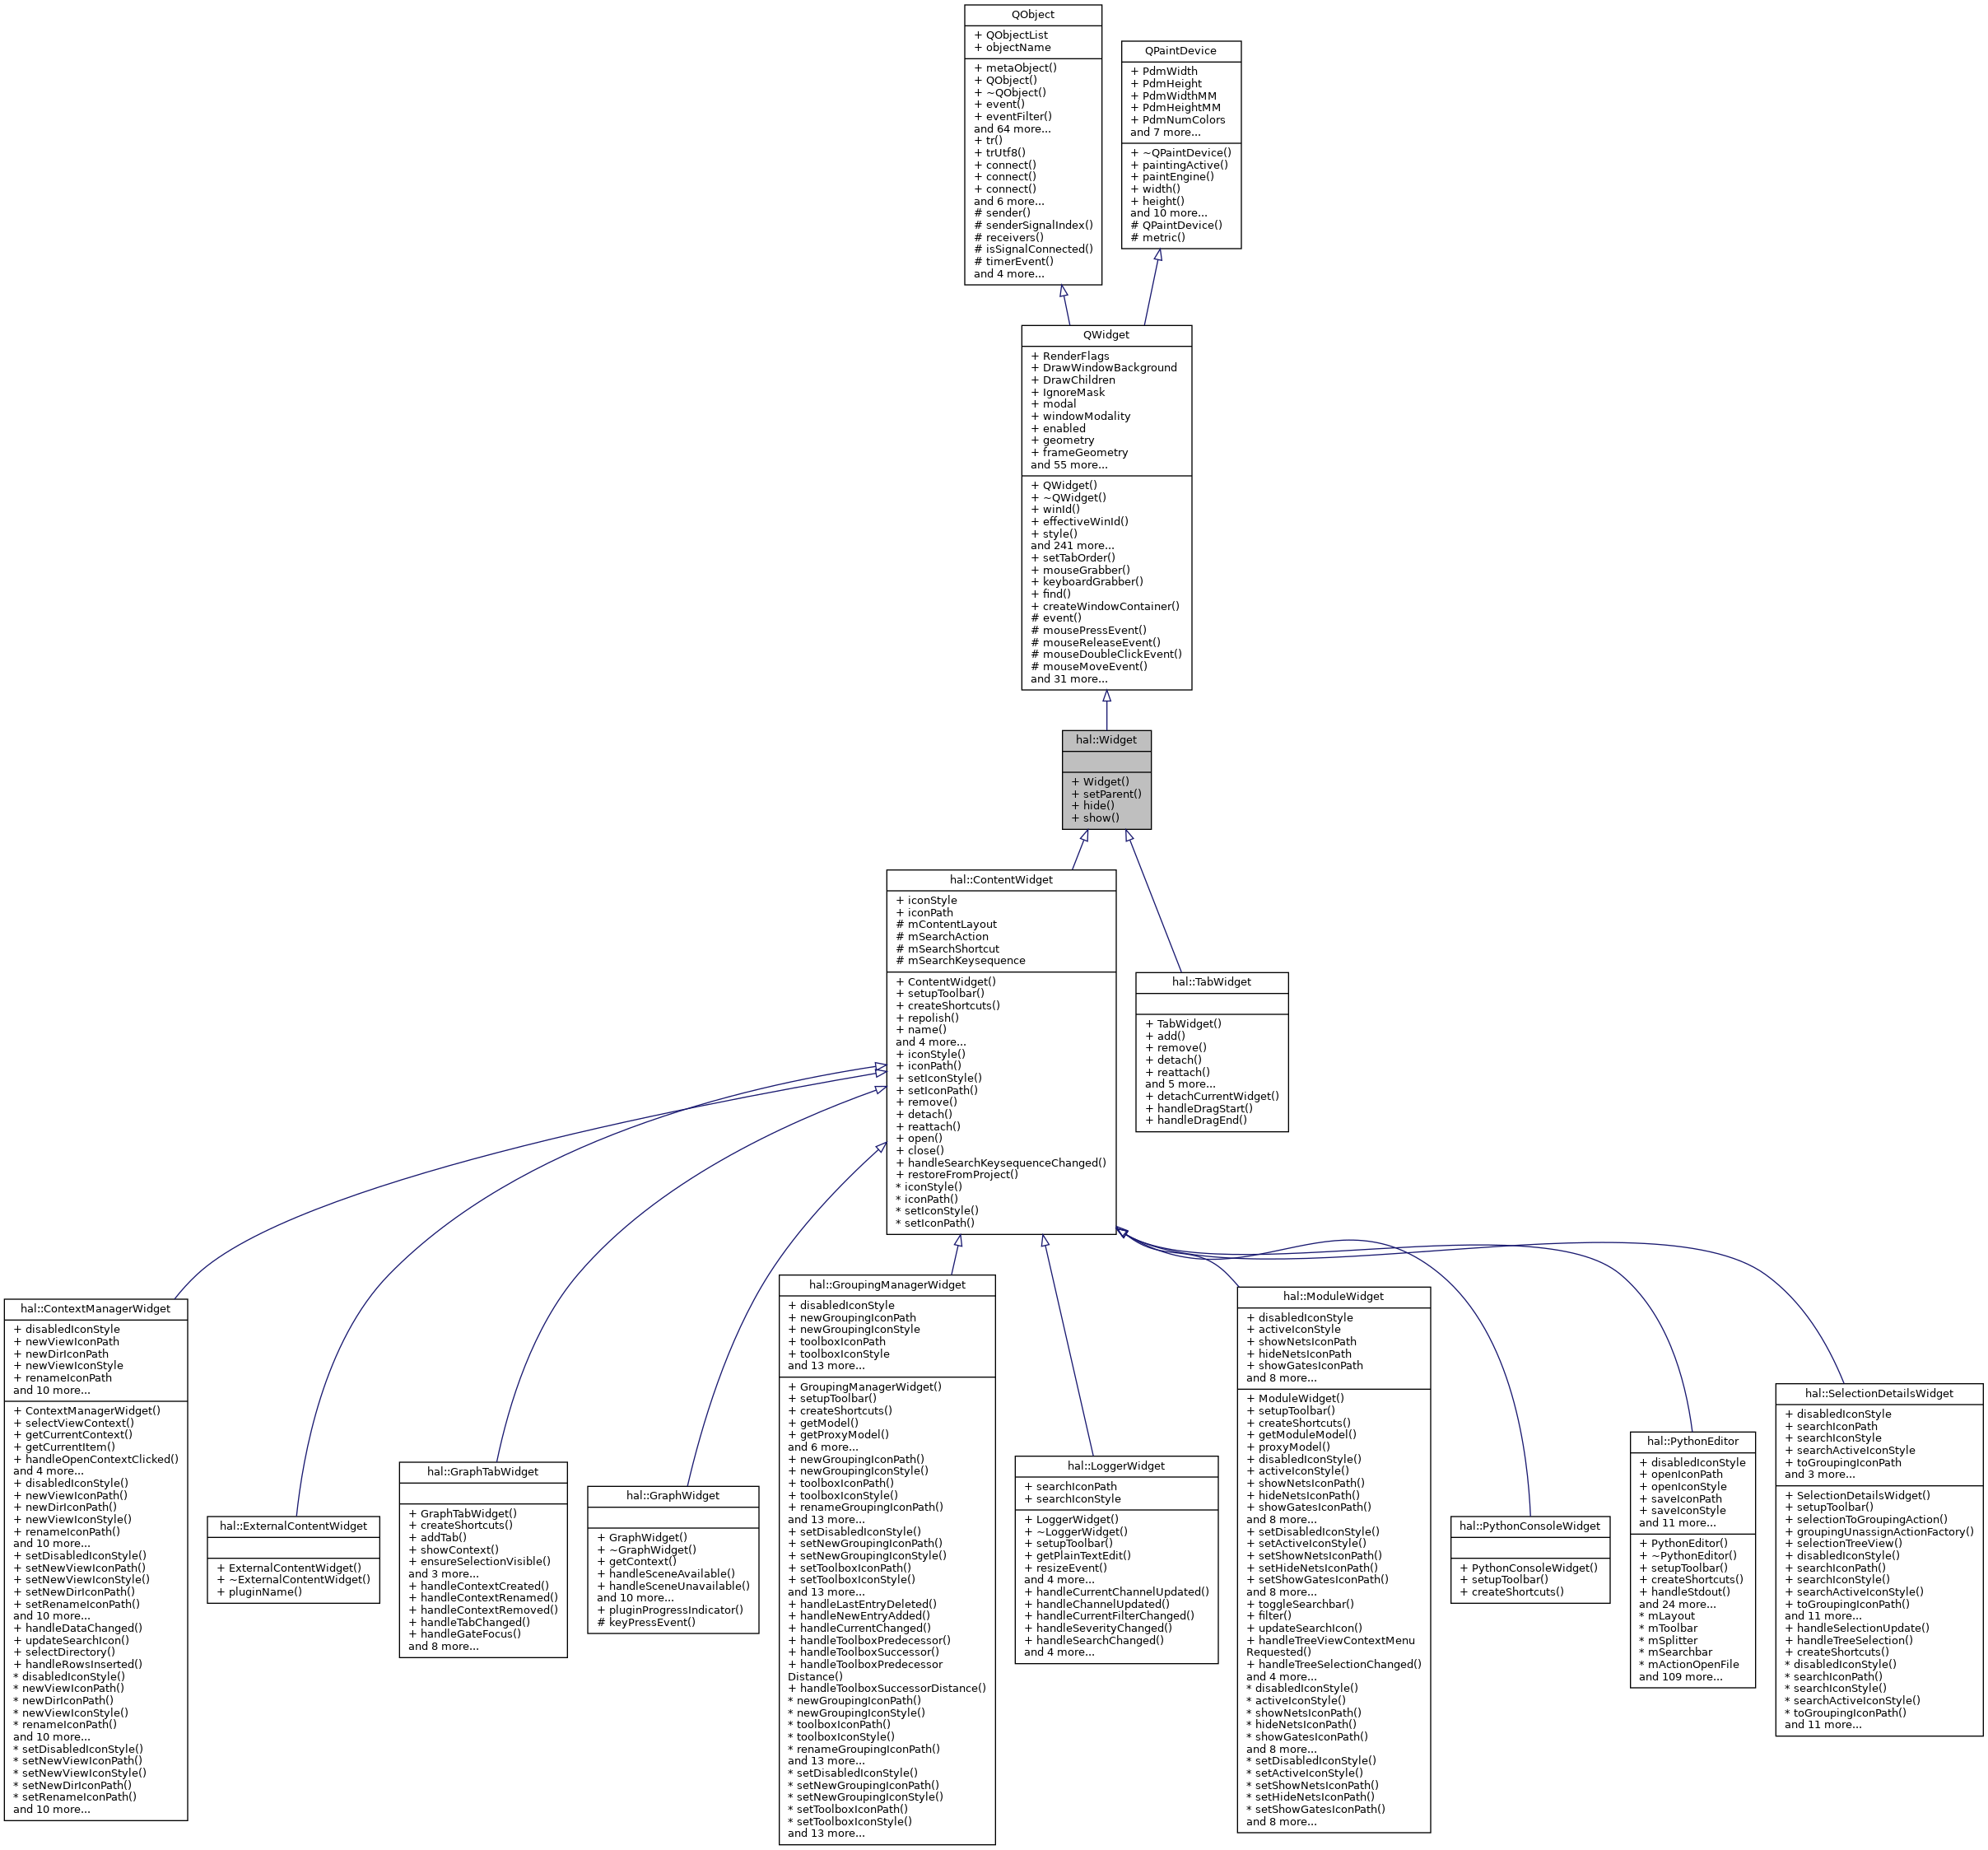 QObject
+ QObjectList
+ objectName
+ metaObject()
+ QObject()
+ ~QObject()
+ event()
+ eventFilter()
and 64 more...
+ tr()
+ trUtf8()
+ connect()
+ connect()
+ connect()
and 6 more...
# sender()
# senderSignalIndex()
# receivers()
# isSignalConnected()
# timerEvent()
and 4 more...
QPaintDevice
+ PdmWidth
+ PdmHeight
+ PdmWidthMM
+ PdmHeightMM
+ PdmNumColors
and 7 more...
+ ~QPaintDevice()
+ paintingActive()
+ paintEngine()
+ width()
+ height()
and 10 more...
# QPaintDevice()
# metric()
QWidget
+ RenderFlags
+ DrawWindowBackground
+ DrawChildren
+ IgnoreMask
+ modal
+ windowModality
+ enabled
+ geometry
+ frameGeometry
and 55 more...
+ QWidget()
+ ~QWidget()
+ winId()
+ effectiveWinId()
+ style()
and 241 more...
+ setTabOrder()
+ mouseGrabber()
+ keyboardGrabber()
+ find()
+ createWindowContainer()
# event()
# mousePressEvent()
# mouseReleaseEvent()
# mouseDoubleClickEvent()
# mouseMoveEvent()
and 31 more...
hal::Widget
+ Widget()
+ setParent()
+ hide()
+ show()
hal::ContentWidget
+ iconStyle
+ iconPath
# mContentLayout
# mSearchAction
# mSearchShortcut
# mSearchKeysequence
+ ContentWidget()
+ setupToolbar()
+ createShortcuts()
+ repolish()
+ name()
and 4 more...
+ iconStyle()
+ iconPath()
+ setIconStyle()
+ setIconPath()
+ remove()
+ detach()
+ reattach()
+ open()
+ close()
+ handleSearchKeysequenceChanged()
+ restoreFromProject()
* iconStyle()
* iconPath()
* setIconStyle()
* setIconPath()
hal::TabWidget
+ TabWidget()
+ add()
+ remove()
+ detach()
+ reattach()
and 5 more...
+ detachCurrentWidget()
+ handleDragStart()
+ handleDragEnd()
hal::ContextManagerWidget
+ disabledIconStyle
+ newViewIconPath
+ newDirIconPath
+ newViewIconStyle
+ renameIconPath
and 10 more...
+ ContextManagerWidget()
+ selectViewContext()
+ getCurrentContext()
+ getCurrentItem()
+ handleOpenContextClicked()
and 4 more...
+ disabledIconStyle()
+ newViewIconPath()
+ newDirIconPath()
+ newViewIconStyle()
+ renameIconPath()
and 10 more...
+ setDisabledIconStyle()
+ setNewViewIconPath()
+ setNewViewIconStyle()
+ setNewDirIconPath()
+ setRenameIconPath()
and 10 more...
+ handleDataChanged()
+ updateSearchIcon()
+ selectDirectory()
+ handleRowsInserted()
* disabledIconStyle()
* newViewIconPath()
* newDirIconPath()
* newViewIconStyle()
* renameIconPath()
and 10 more...
* setDisabledIconStyle()
* setNewViewIconPath()
* setNewViewIconStyle()
* setNewDirIconPath()
* setRenameIconPath()
and 10 more...
hal::ExternalContentWidget
+ ExternalContentWidget()
+ ~ExternalContentWidget()
+ pluginName()
hal::GraphTabWidget
+ GraphTabWidget()
+ createShortcuts()
+ addTab()
+ showContext()
+ ensureSelectionVisible()
and 3 more...
+ handleContextCreated()
+ handleContextRenamed()
+ handleContextRemoved()
+ handleTabChanged()
+ handleGateFocus()
and 8 more...
hal::GraphWidget
+ GraphWidget()
+ ~GraphWidget()
+ getContext()
+ handleSceneAvailable()
+ handleSceneUnavailable()
and 10 more...
+ pluginProgressIndicator()
# keyPressEvent()
hal::GroupingManagerWidget
+ disabledIconStyle
+ newGroupingIconPath
+ newGroupingIconStyle
+ toolboxIconPath
+ toolboxIconStyle
and 13 more...
+ GroupingManagerWidget()
+ setupToolbar()
+ createShortcuts()
+ getModel()
+ getProxyModel()
and 6 more...
+ newGroupingIconPath()
+ newGroupingIconStyle()
+ toolboxIconPath()
+ toolboxIconStyle()
+ renameGroupingIconPath()
and 13 more...
+ setDisabledIconStyle()
+ setNewGroupingIconPath()
+ setNewGroupingIconStyle()
+ setToolboxIconPath()
+ setToolboxIconStyle()
and 13 more...
+ handleLastEntryDeleted()
+ handleNewEntryAdded()
+ handleCurrentChanged()
+ handleToolboxPredecessor()
+ handleToolboxSuccessor()
+ handleToolboxPredecessor
Distance()
+ handleToolboxSuccessorDistance()
* newGroupingIconPath()
* newGroupingIconStyle()
* toolboxIconPath()
* toolboxIconStyle()
* renameGroupingIconPath()
and 13 more...
* setDisabledIconStyle()
* setNewGroupingIconPath()
* setNewGroupingIconStyle()
* setToolboxIconPath()
* setToolboxIconStyle()
and 13 more...
hal::LoggerWidget
+ searchIconPath
+ searchIconStyle
+ LoggerWidget()
+ ~LoggerWidget()
+ setupToolbar()
+ getPlainTextEdit()
+ resizeEvent()
and 4 more...
+ handleCurrentChannelUpdated()
+ handleChannelUpdated()
+ handleCurrentFilterChanged()
+ handleSeverityChanged()
+ handleSearchChanged()
and 4 more...
hal::ModuleWidget
+ disabledIconStyle
+ activeIconStyle
+ showNetsIconPath
+ hideNetsIconPath
+ showGatesIconPath
and 8 more...
+ ModuleWidget()
+ setupToolbar()
+ createShortcuts()
+ getModuleModel()
+ proxyModel()
+ disabledIconStyle()
+ activeIconStyle()
+ showNetsIconPath()
+ hideNetsIconPath()
+ showGatesIconPath()
and 8 more...
+ setDisabledIconStyle()
+ setActiveIconStyle()
+ setShowNetsIconPath()
+ setHideNetsIconPath()
+ setShowGatesIconPath()
and 8 more...
+ toggleSearchbar()
+ filter()
+ updateSearchIcon()
+ handleTreeViewContextMenu
Requested()
+ handleTreeSelectionChanged()
and 4 more...
* disabledIconStyle()
* activeIconStyle()
* showNetsIconPath()
* hideNetsIconPath()
* showGatesIconPath()
and 8 more...
* setDisabledIconStyle()
* setActiveIconStyle()
* setShowNetsIconPath()
* setHideNetsIconPath()
* setShowGatesIconPath()
and 8 more...
hal::PythonConsoleWidget
+ PythonConsoleWidget()
+ setupToolbar()
+ createShortcuts()
hal::PythonEditor
+ disabledIconStyle
+ openIconPath
+ openIconStyle
+ saveIconPath
+ saveIconStyle
and 11 more...
+ PythonEditor()
+ ~PythonEditor()
+ setupToolbar()
+ createShortcuts()
+ handleStdout()
and 24 more...
* mLayout
* mToolbar
* mSplitter
* mSearchbar
* mActionOpenFile
and 109 more...
hal::SelectionDetailsWidget
+ disabledIconStyle
+ searchIconPath
+ searchIconStyle
+ searchActiveIconStyle
+ toGroupingIconPath
and 3 more...
+ SelectionDetailsWidget()
+ setupToolbar()
+ selectionToGroupingAction()
+ groupingUnassignActionFactory()
+ selectionTreeView()
+ disabledIconStyle()
+ searchIconPath()
+ searchIconStyle()
+ searchActiveIconStyle()
+ toGroupingIconPath()
and 11 more...
+ handleSelectionUpdate()
+ handleTreeSelection()
+ createShortcuts()
* disabledIconStyle()
* searchIconPath()
* searchIconStyle()
* searchActiveIconStyle()
* toGroupingIconPath()
and 11 more...